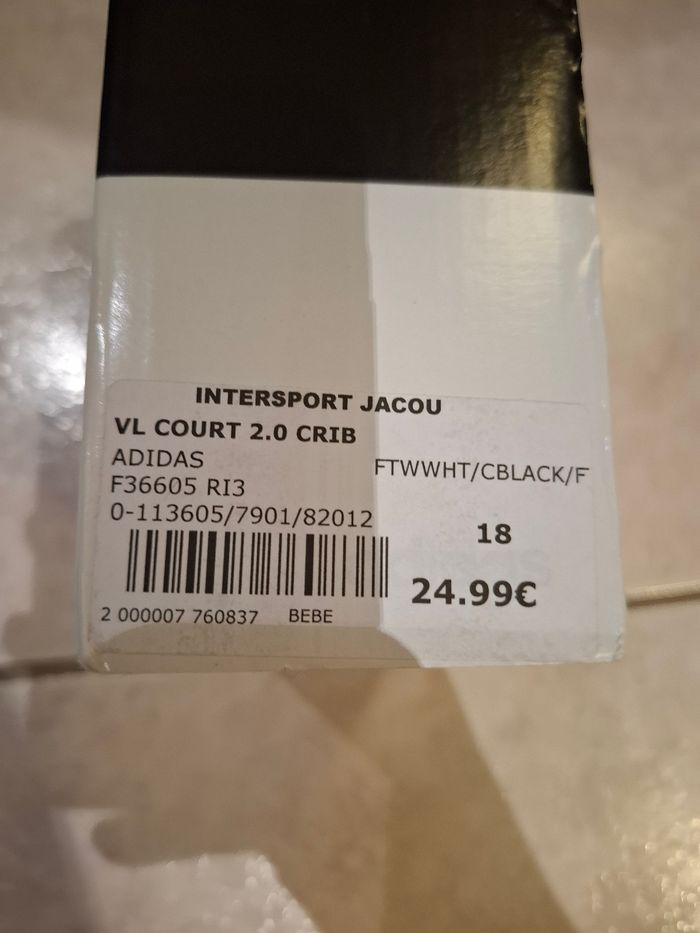 INTERSPORT JACOU
VL COURT 2.0 CRIB
ADIDAS
FTWWHT/CBLACK/F
F36605 RI3
0-113605/7901/82012
18
24.99€
2 000007 760837 BEBE